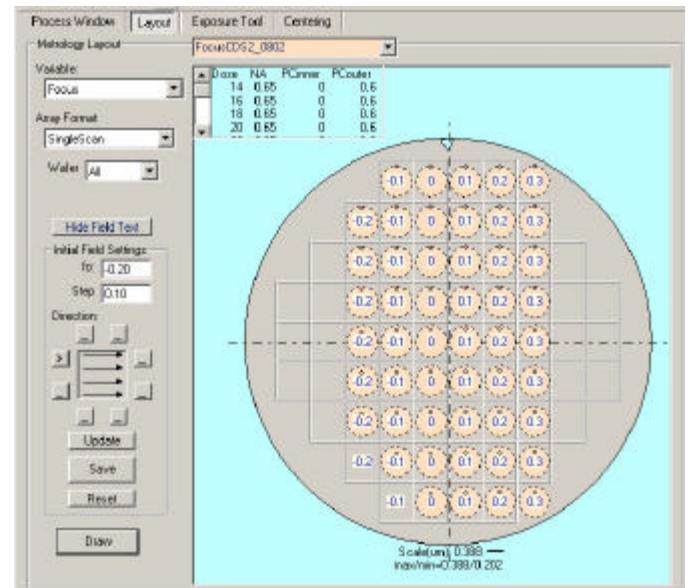 Process Window Layout Exposure Tool Centering
Metrology Layout
FocusCDS2_0802
Variable:
Focus
Array Format
SingleScan
Wafer All
Hide Field Text
Initial Field Settings:
fo: -0.20
Step 0.10
Direction:
Update
Save
Reset
Draw
Dose NA PCinner PCouter
14 0.65 0 0.6
16 0.65 0 0.6
18 0.65 0 0.6
20 0.65 0 0.6
-0.1 0 0.1 0.2 0.3
-0.2 -0.1 0 0.1 0.2 0.3
-0.2 -0.1 0 0.1 0.2 0.3
-0.2 -0.1 0 0.1 0.2 0.3
-0.2 -0.1 0 0.1 0.2 0.3
-0.2 -0.1 0 0.1 0.2 0.3
-0.2 -0.1 0 0.1 0.2 0.3
-0.2 -0.1 0 0.1 0.2 0.3
-0.1 0 0.1 0.2 0.3
Scale(um) 0.388
max/min=0.388/0.202